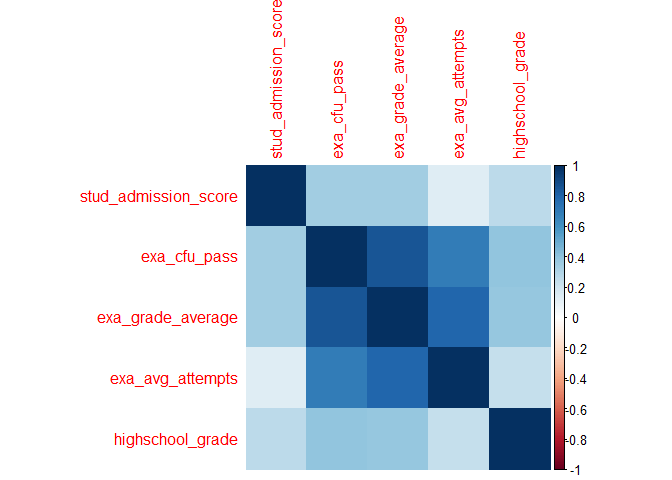 stud_admission_score
exa_cfu_pass
exa_grade_average
exa_avg_attempts
highschool_grade
stud_admission_score
exa_cfu_pass
exa_grade_average
exa_avg_attempts
highschool_grade
1
0.8
0.6
0.4
0.2
0
-0.2
-0.4
-0.6
-0.8
-1